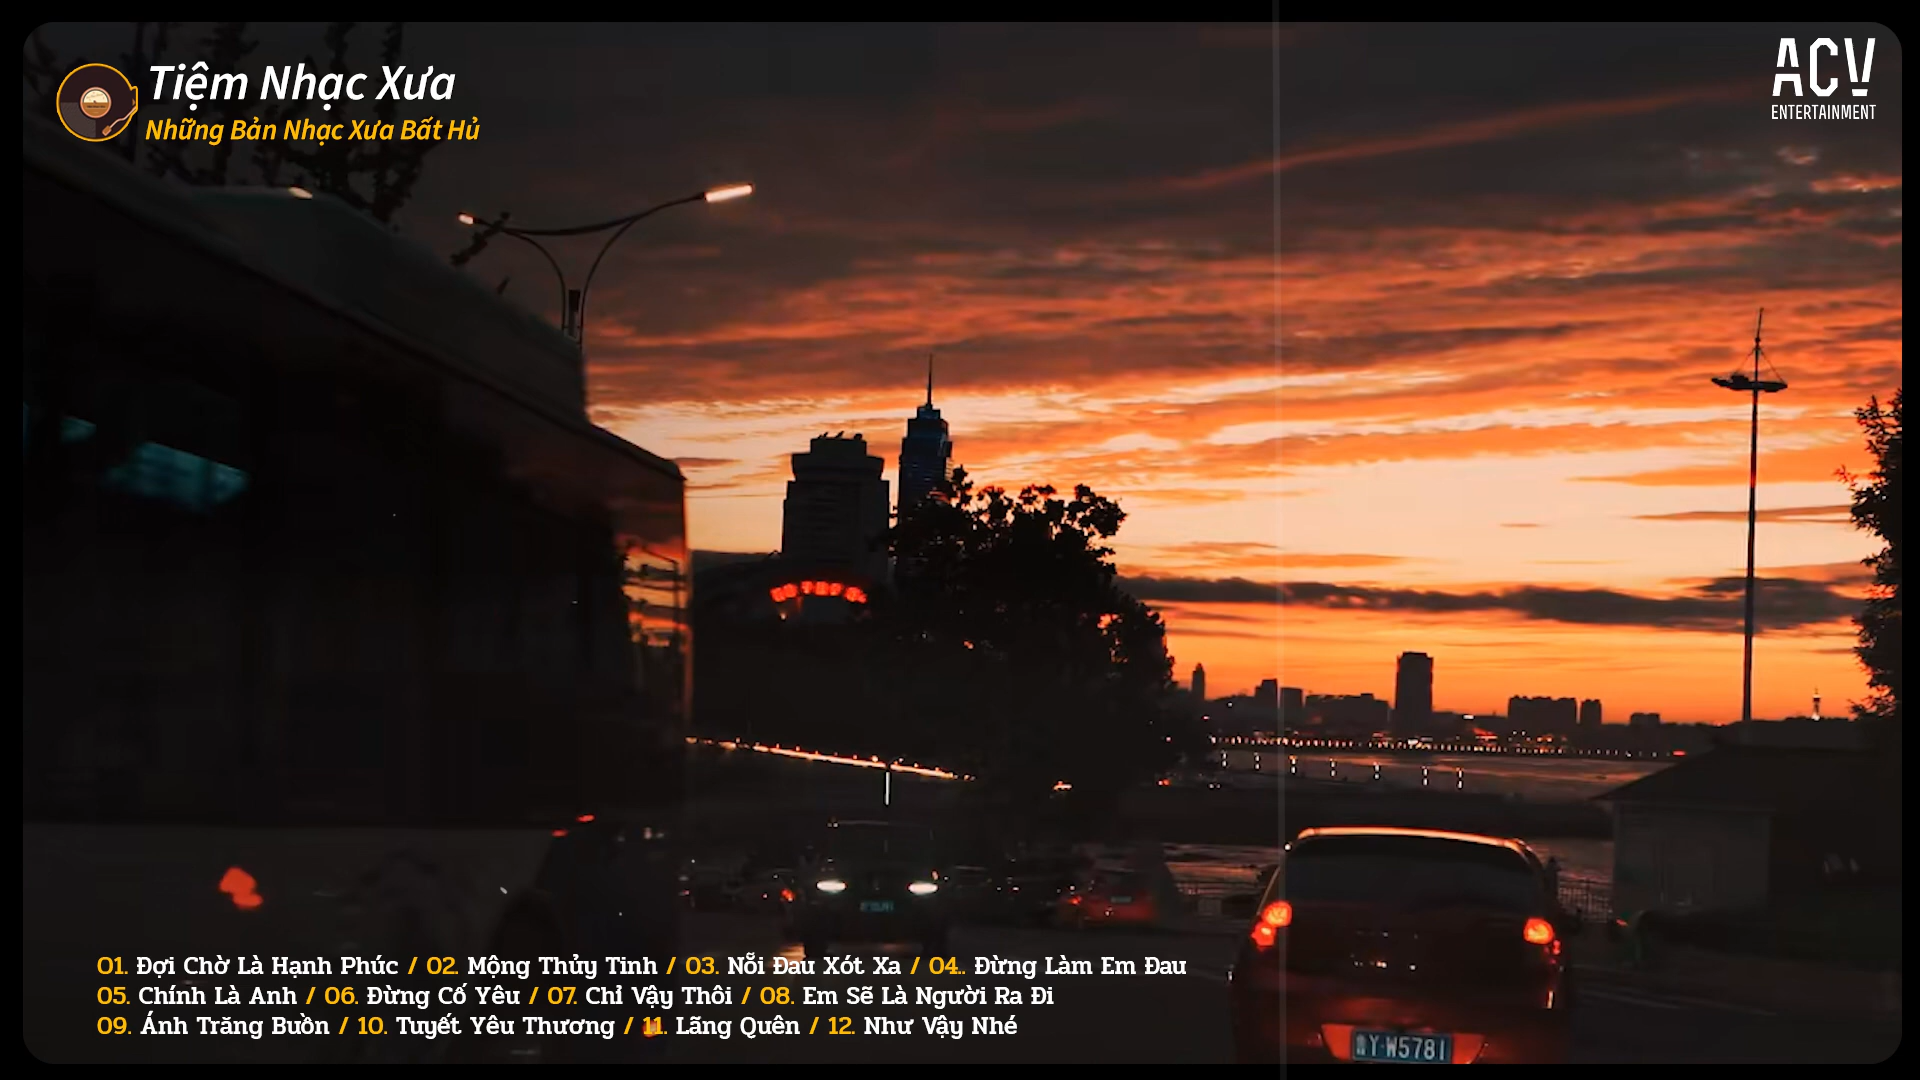 Tiệm Nhạc Xưa
Những Bản Nhạc Xưa Bất Hủ
ACV
ENTERTAINMENT
01. Đợi Chờ Là Hạnh Phúc / 02. Mộng Thủy Tinh / 03. Nỗi Đau Xót Xa / 04.. Đừng Làm Em Đau
05. Chính Là Anh / 06. Đừng Cố Yêu / 07. Chỉ Vậy Thôi / 08. Em Sẽ Là Người Ra Đi
09. Ánh Trăng Buồn / 10. Tuyết Yêu Thương / 11. Lãng Quên / 12. Như Vậy Nhé
Y·W5781